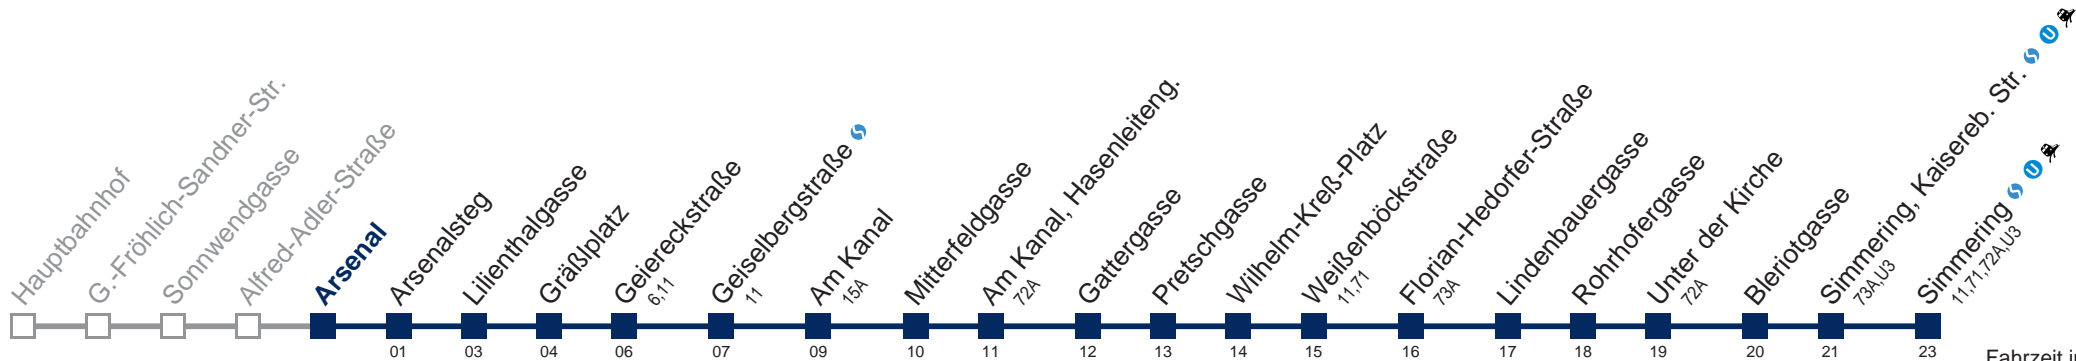 Hauptbahnhof
G.-Fröhlich-Sandner-Str.
Sonnwendgasse
Alfred-Adler-Straße
Arsenal
Arsenalsteg
01
Lilienthalgasse
03
Gräßlplatz
04
Geiereckstraße
6,11
06
Geiselbergstraße
11
07
Am Kanal
15A
09
Mitterfeldgasse
10
Am Kanal, Hasenleiteng.
72A
11
Gattergasse
12
Pretschgasse
13
Wilhelm-Kreß-Platz
14
Weißenböckstraße
11,71
15
Florian-Hedorfer-Straße
73A
16
Lindenbauergasse
17
Rohrhofergasse
18
Unter der Kirche
72A
19
Bleriotgasse
20
Simmering, Kaisereb. Str. S U
73A,U3
21
Simmering S U
11,71,72A,U3
23
Fahrzeit